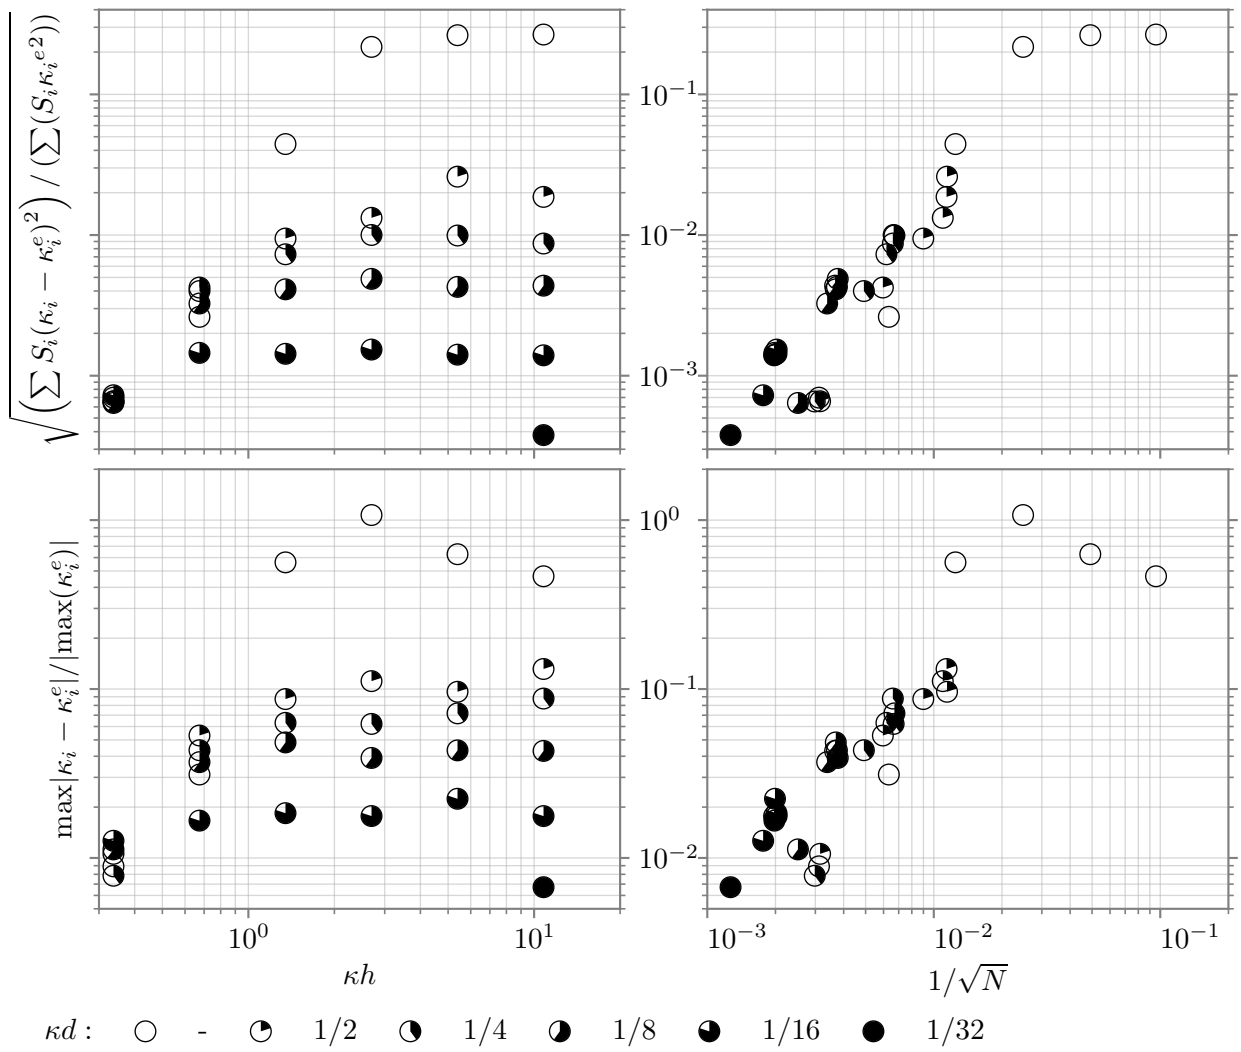 √((∑ S_i(κ_i − κ_i^e)^2) / (∑(S_i κ_i^{e2})))
10^{-1}
10^{-2}
10^{-3}
max|κ_i − κ_i^e|/|max(κ_i^e)|
10^0
10^{-1}
10^{-2}
10^0 10^1
10^{-3} 10^{-2} 10^{-1}
κh
1/√N
κd : - 1/2 1/4 1/8 1/16 1/32